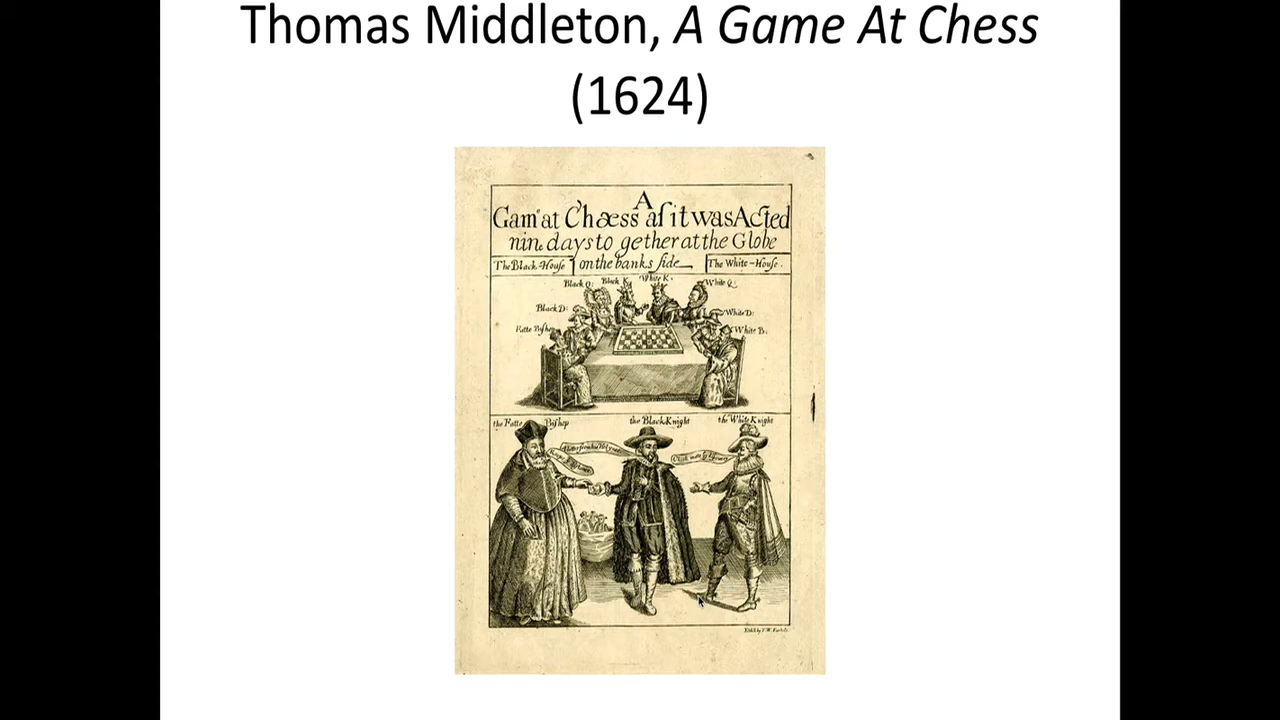 Thomas Middleton, A Game At Chess
(1624)
A
Gam͑ at Chæss as it was Acted
nine days to gether at the Globe
on the banks side
The Black-House
The White-House.
Black Q:
Black K.
White K.
White Q.
Black D:
White D:
Fatte Bishop
White B.
the Fatte Bishop
the Black Knight
the White Knight